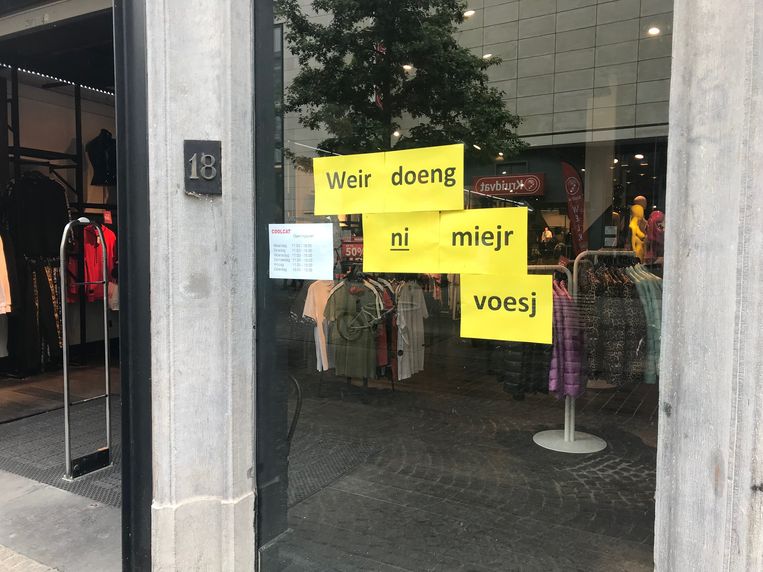 18
Weir doeng
ni miejr
voesj
COOLCAT
50%
Kruidvat